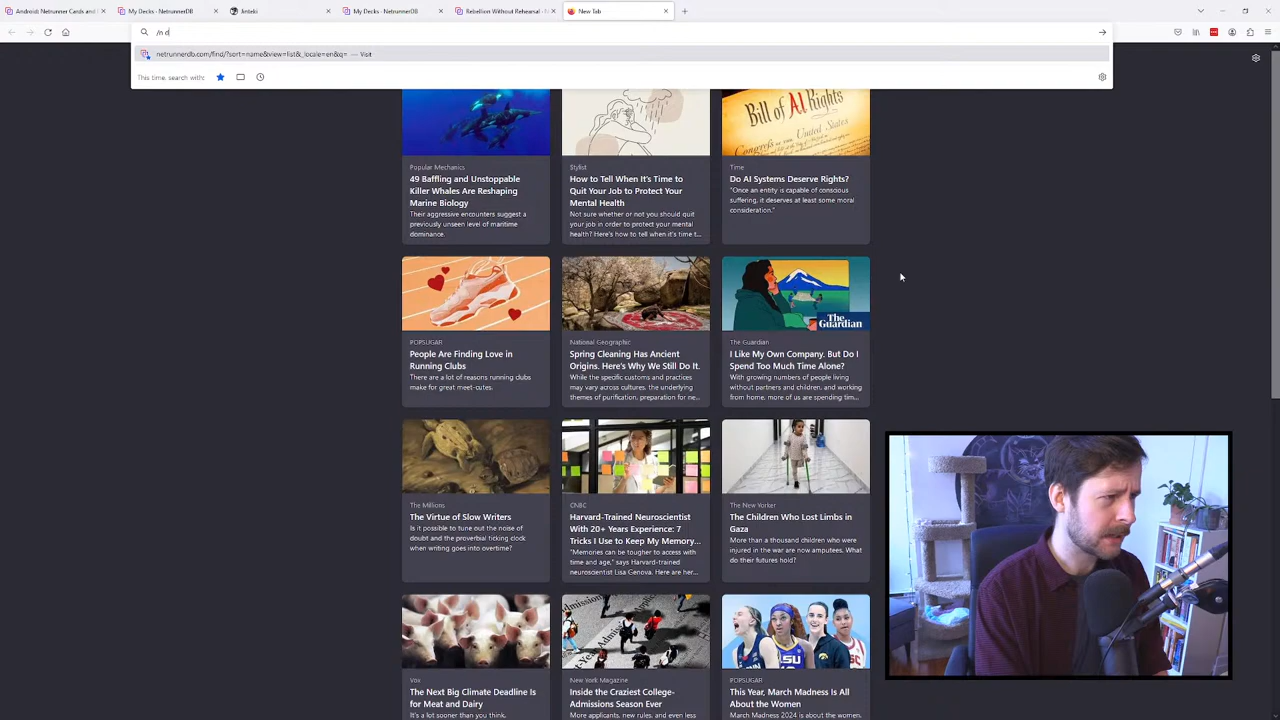 Android: Netrunner Cards and
My Decks · NetrunnerDB
Jinteki
My Decks · NetrunnerDB
Rebellion Without Rehearsal · N
New Tab
/n d
netrunnerdb.com/find/?sort=name&view=list&_locale=en&q= — Visit
This time, search with:
Popular Mechanics
49 Baffling and Unstoppable
Killer Whales Are Reshaping
Marine Biology
Their aggressive encounters suggest a
previously unseen level of maritime
dominance.
Stylist
How to Tell When It's Time to
Quit Your Job to Protect Your
Mental Health
Not sure whether or not you should quit
your job in order to protect your mental
health? Here's how to tell when it's time t...
Bill of AI Rights
Congress of the United States
Time
Do AI Systems Deserve Rights?
"Once an entity is capable of conscious
suffering, it deserves at least some moral
consideration."
POPSUGAR
People Are Finding Love in
Running Clubs
There are a lot of reasons running clubs
make for great meet-cutes.
National Geographic
Spring Cleaning Has Ancient
Origins. Here's Why We Still Do It.
While the specific customs and practices
may vary across cultures, the underlying
themes of purification, preparation for ne...
The
Guardian
The Guardian
I Like My Own Company. But Do I
Spend Too Much Time Alone?
With growing numbers of people living
without partners and children, and working
from home, more of us are spending tim...
The Millions
The Virtue of Slow Writers
Is it possible to tune out the noise of
doubt and the proverbial ticking-clock
when writing goes into overtime?
CNBC
Harvard-Trained Neuroscientist
With 20+ Years Experience: 7
Tricks I Use to Keep My Memory...
"Memories can be tougher to access with
time and age," says Harvard-trained
neuroscientist Lisa Genova. Here are her...
The New Yorker
The Children Who Lost Limbs in
Gaza
More than a thousand children who were
injured in the war are now amputees. What
do their futures hold?
Vox
The Next Big Climate Deadline Is
for Meat and Dairy
It's a lot sooner than you think.
New York Magazine
Inside the Craziest College-
Admissions Season Ever
More applicants, new rules, and even less
POPSUGAR
This Year, March Madness Is All
About the Women
March Madness 2024 is about the women.